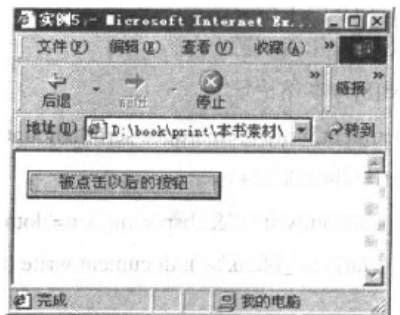 实例5 - Microsoft Internet Ex...
文件(F) 编辑(E) 查看(V) 收藏(A) »
后退 停止 » 链接 »
地址(D) D:\book\print\本书素材\ 转到
被点击以后的按钮
完成 我的电脑